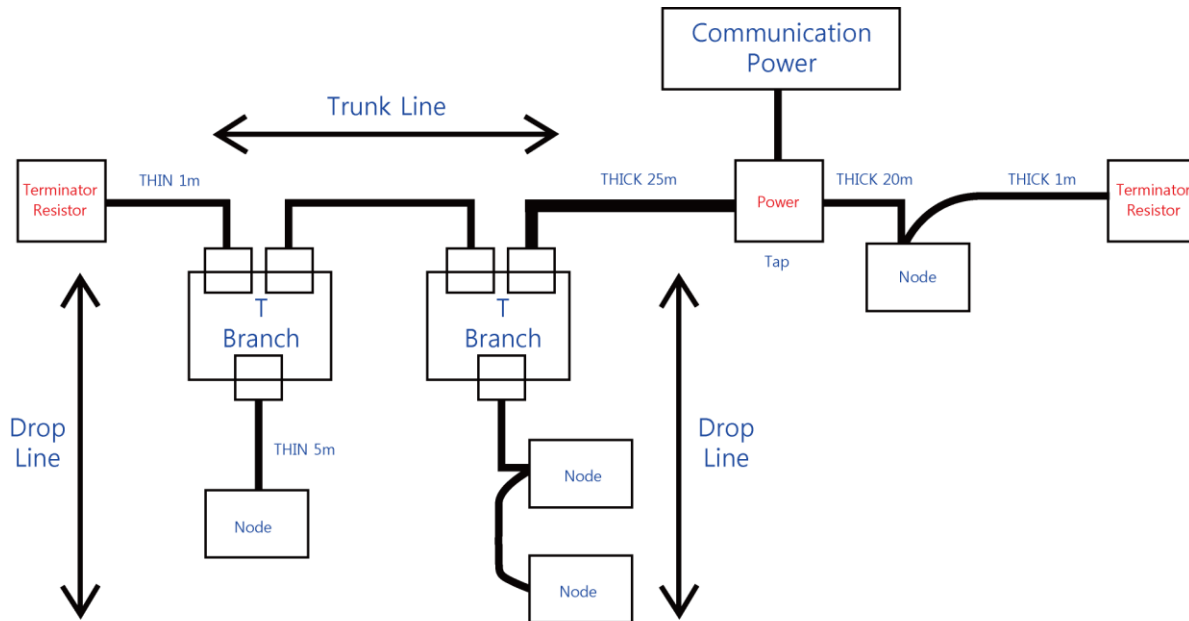 Communication
Power
Trunk Line
Terminator
Resistor
THIN 1m
THICK 25m
Power
THICK 20m
THICK 1m
Terminator
Resistor
Tap
Node
T
Branch
T
Branch
Drop
Line
THIN 5m
Node
Node
Drop
Line
Node